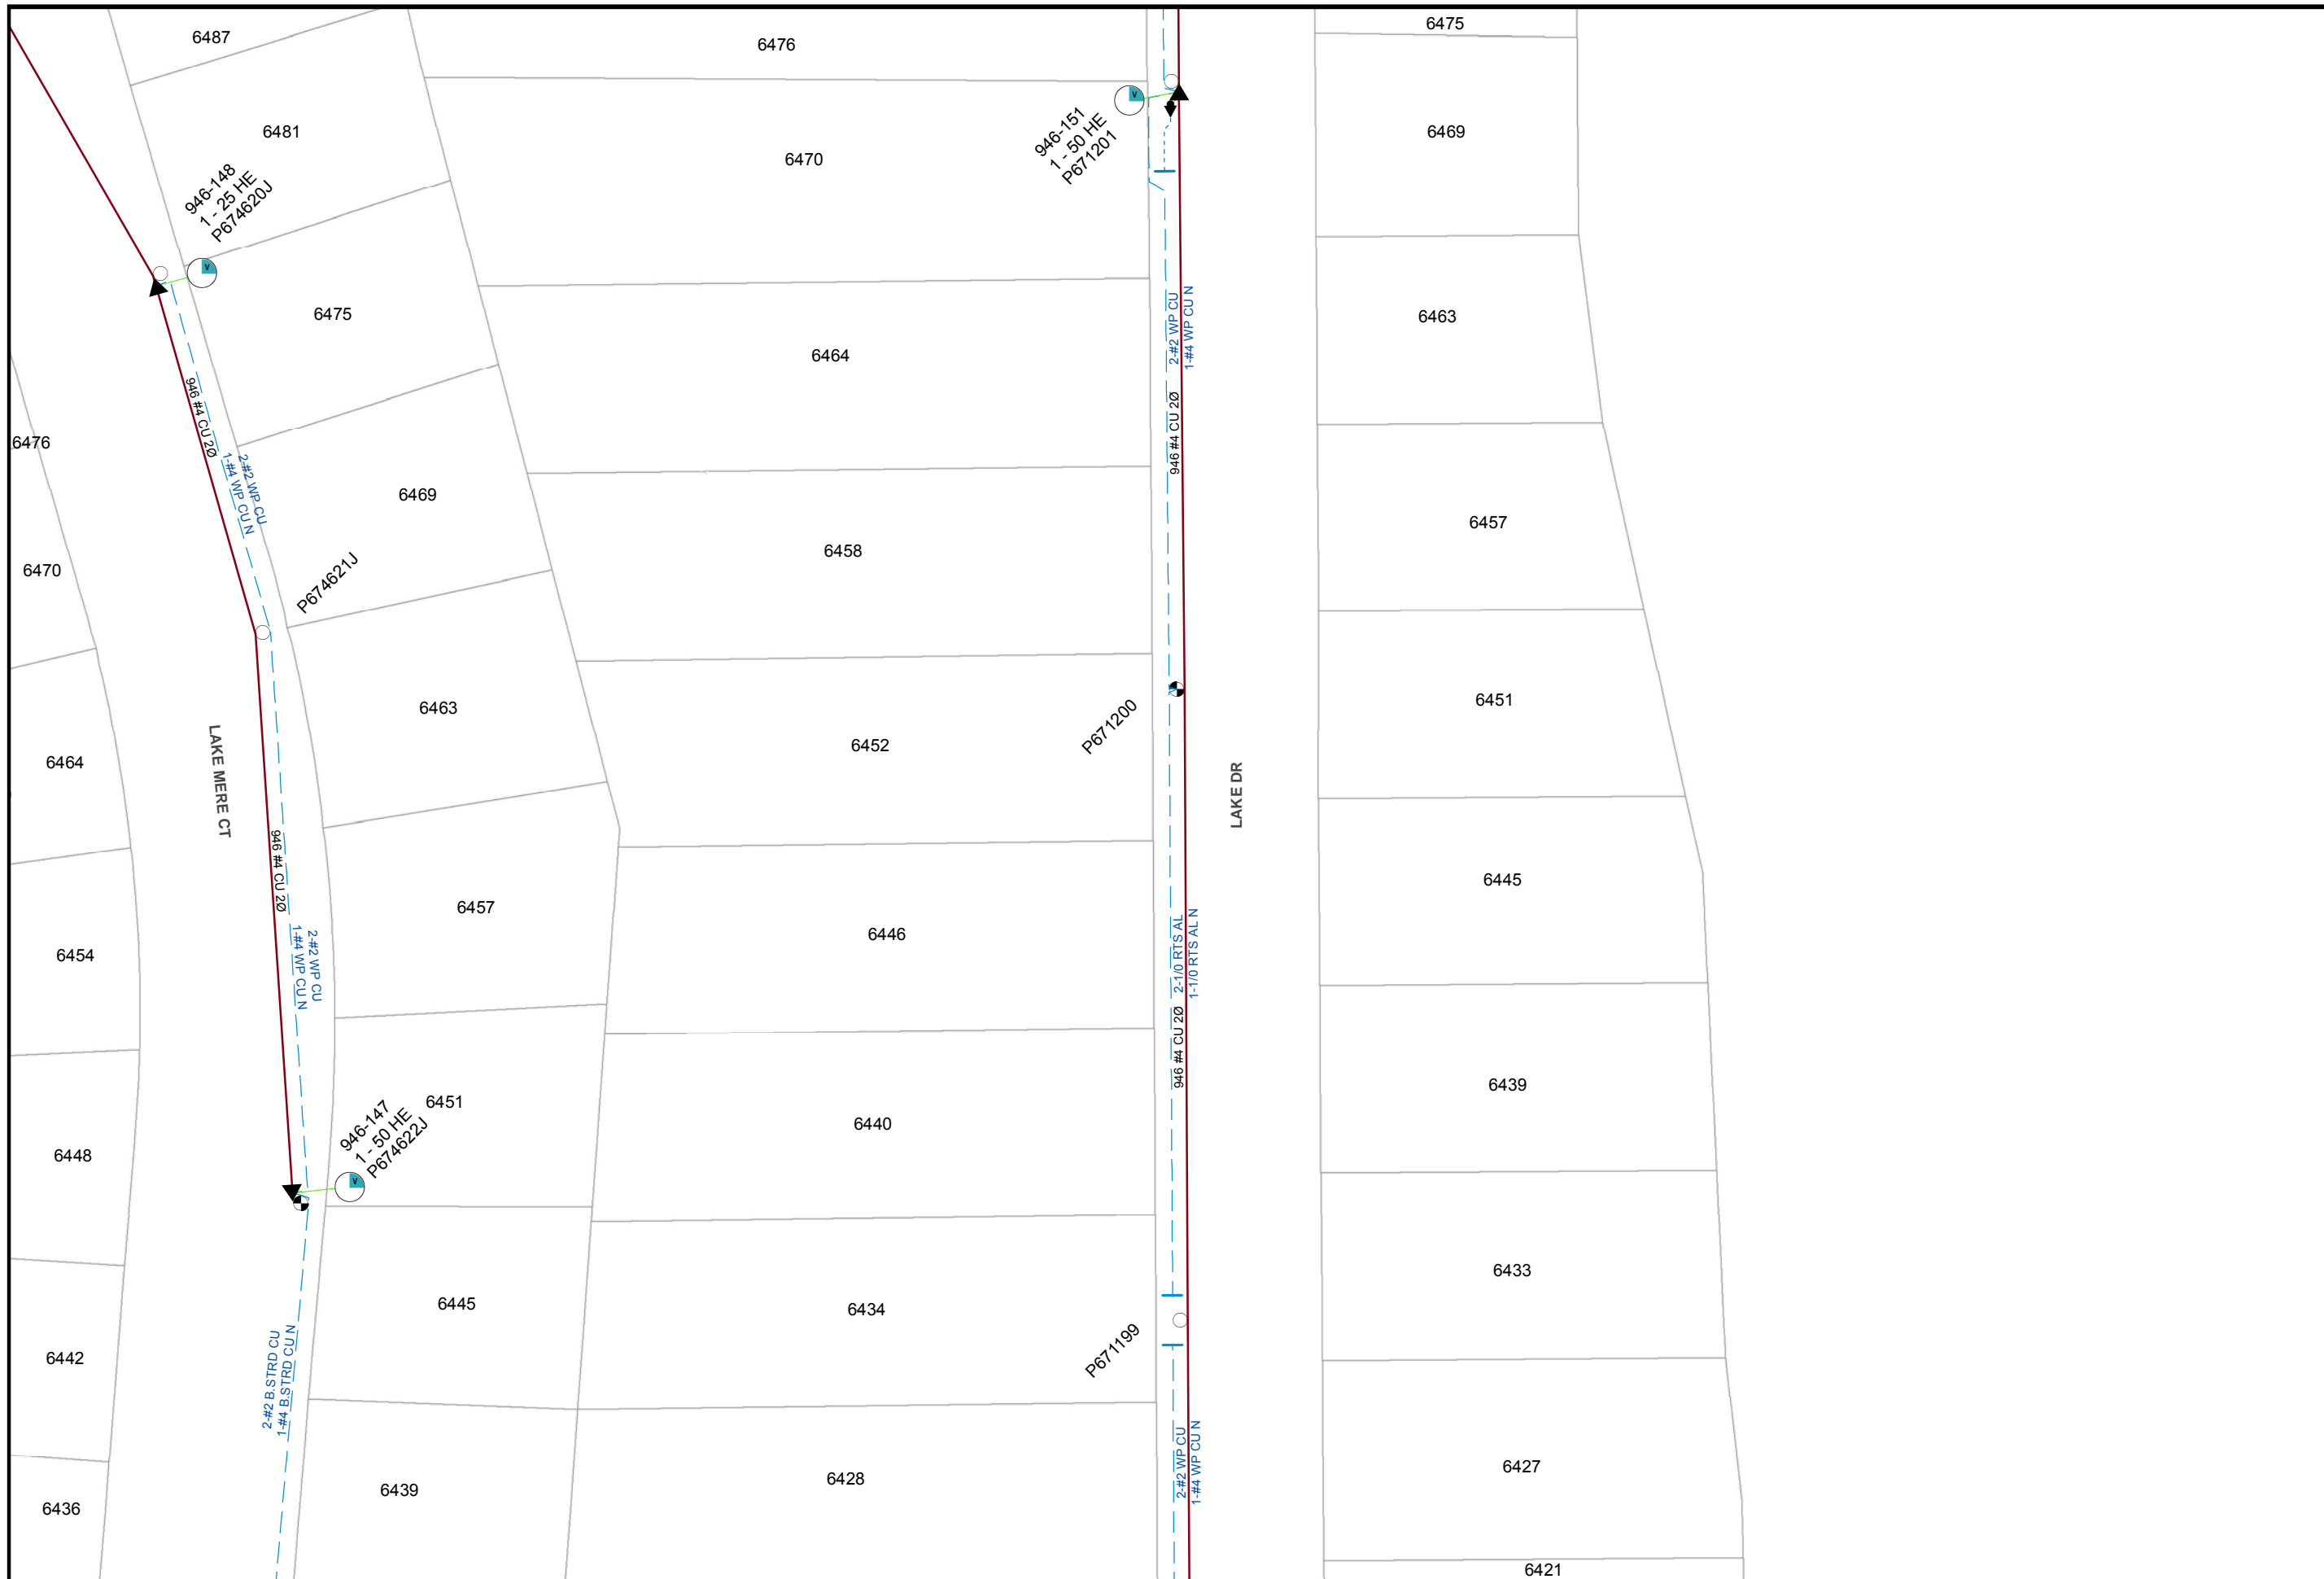 6487
6476
6475
6481
6470
6469
946-151
1 - 50 HE
P671201
V
946-148
1 - 25 HE
P674620J
V
6475
6464
6463
2-#2 WP CU
1-#4 WP CU N
946 #4 CU 2Ø
946 #4 CU 2Ø
6476
2-#2 WP CU
1-#4 WP CU N
6469
6458
6457
6470
P674621J
6463
6452
6451
P671200
LAKE MERE CT
LAKE DR
6464
946 #4 CU 2Ø
6457
6446
6445
2-1/0 RTS AL
1-1/0 RTS AL N
6454
2-#2 WP CU
1-#4 WP CU N
946 #4 CU 2Ø
6451
6440
6439
946-147
1 - 50 HE
P674622J
V
6448
6445
6434
6433
P671199
6442
2-#2 B.STRD CU
1-#4 B.STRD CU N
2-#2 WP CU
1-#4 WP CU N
6439
6428
6427
6436
6421